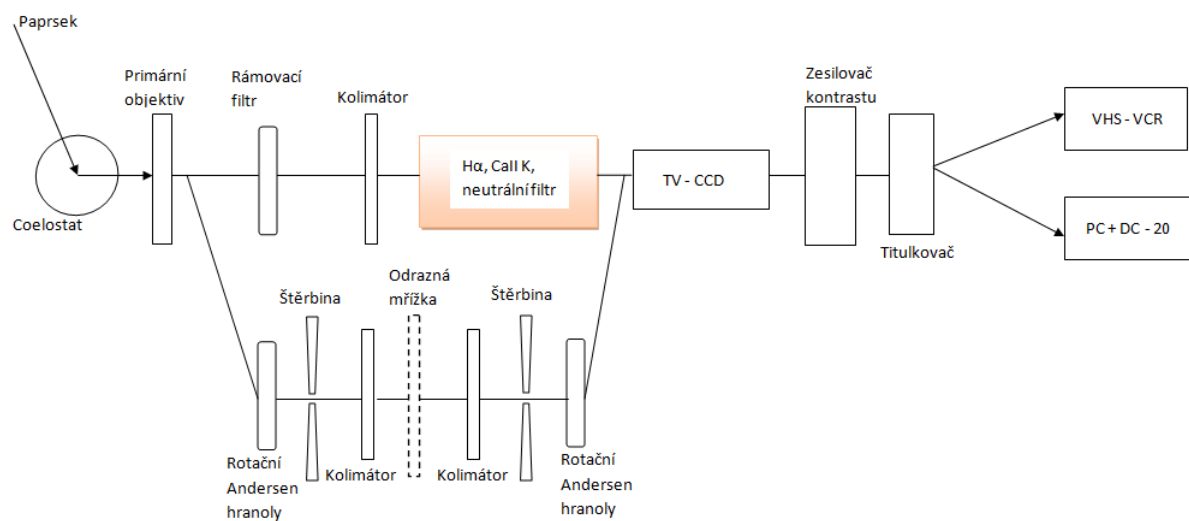 Paprsek
Primární
objektiv
Rámovací
filtr
Kolimátor
Zesilovač
kontrastu
Hα, CaII K,
neutrální filtr
TV - CCD
VHS - VCR
Coelostat
Titulkovač
PC + DC - 20
Štěrbina
Odrazná
mřížka
Štěrbina
Rotační
Andersen
hranoly
Kolimátor
Kolimátor
Rotační
Andersen
hranoly